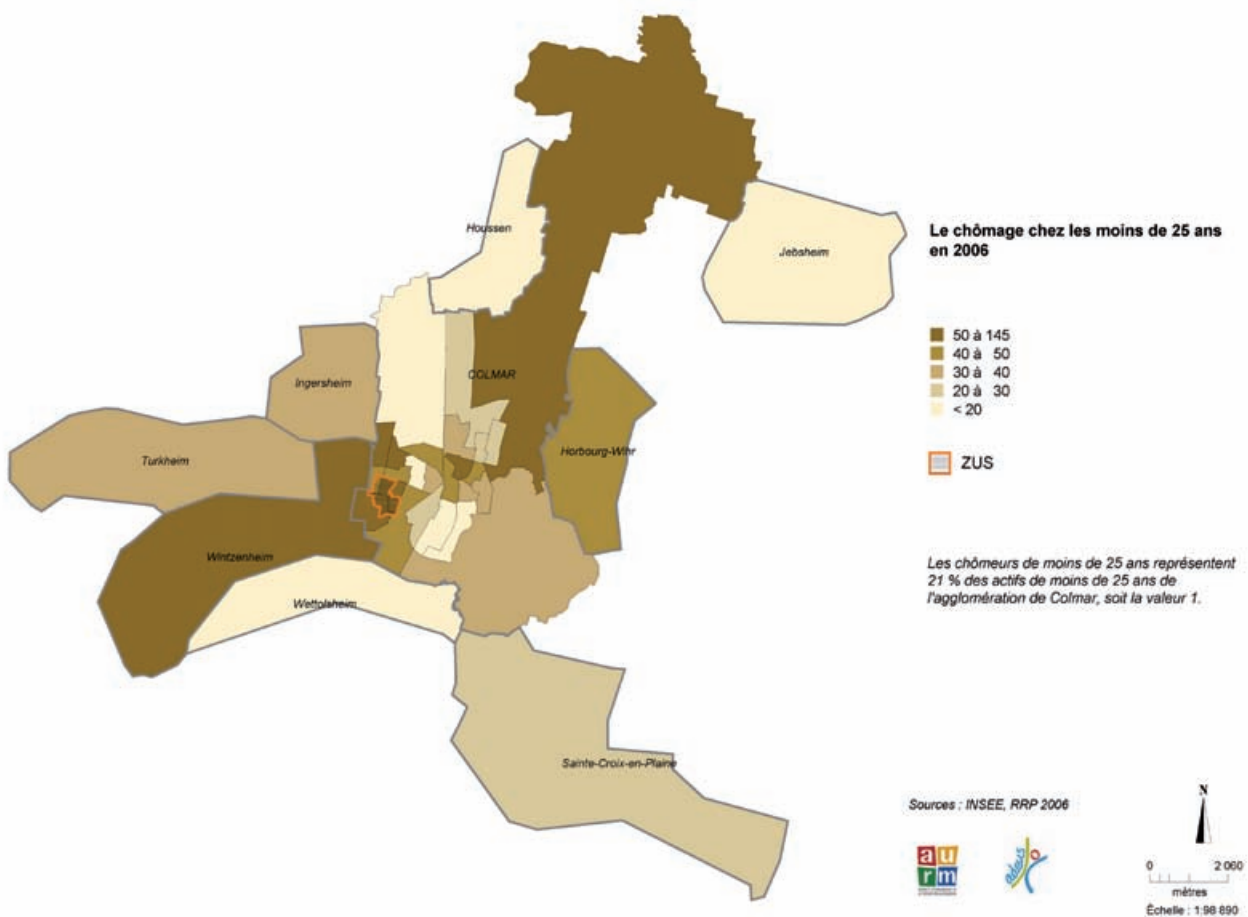 Houssen
Jebsheim
Le chômage chez les moins de 25 ans
en 2006
50 à 145
40 à 50
30 à 40
20 à 30
< 20
ZUS
COLMAR
Ingersheim
Horbourg-Wihr
Turkheim
Wintzenheim
Wettolsheim
Les chômeurs de moins de 25 ans représentent
21 % des actifs de moins de 25 ans de
l'agglomération de Colmar, soit la valeur 1.
Sainte-Croix-en-Plaine
Sources : INSEE, RRP 2006
N
au
rm
adeus
0 2 060
mètres
Échelle : 1:98 890